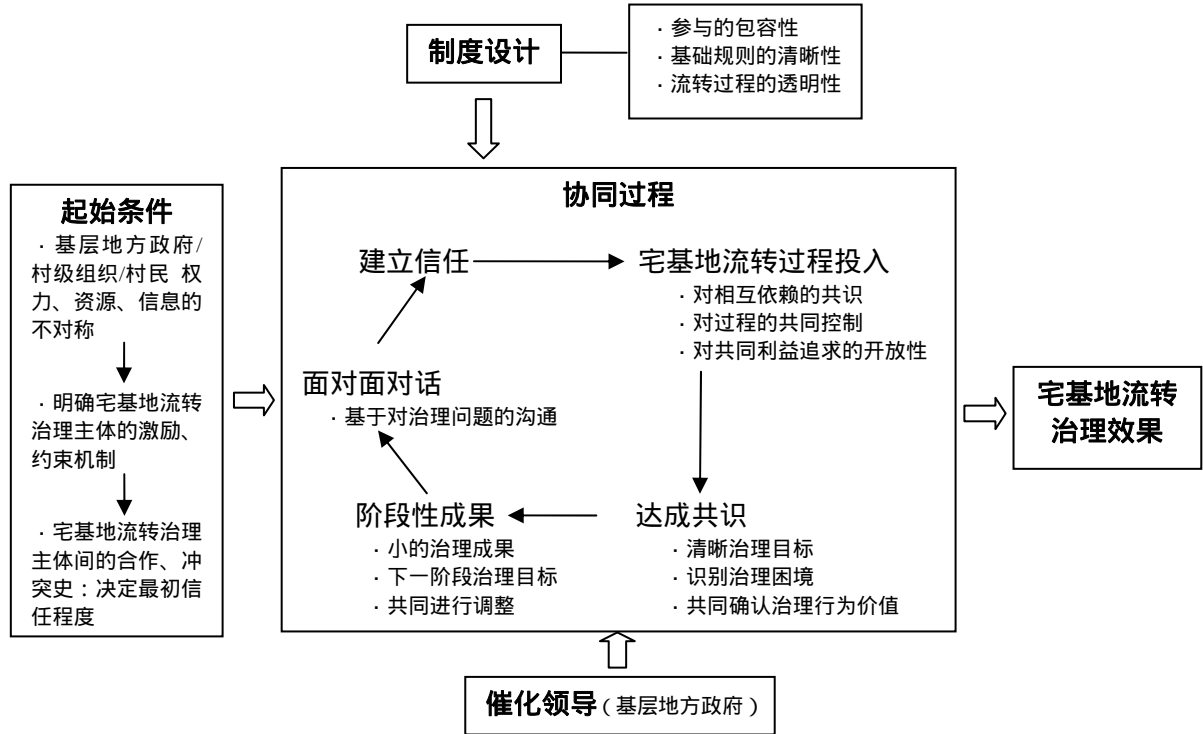 制度设计
· 参与的包容性
· 基础规则的清晰性
· 流转过程的透明性
起始条件
· 基层地方政府/
村级组织/村民 权
力、资源、信息的
不对称
· 明确宅基地流转
治理主体的激励、
约束机制
· 宅基地流转治理
主体间的合作、冲
突史：决定最初信
任程度
协同过程
建立信任
宅基地流转过程投入
· 对相互依赖的共识
· 对过程的共同控制
· 对共同利益追求的开放性
面对面对话
· 基于对治理问题的沟通
阶段性成果
· 小的治理成果
· 下一阶段治理目标
· 共同进行调整
达成共识
· 清晰治理目标
· 识别治理困境
· 共同确认治理行为价值
宅基地流转
治理效果
催化领导（基层地方政府）